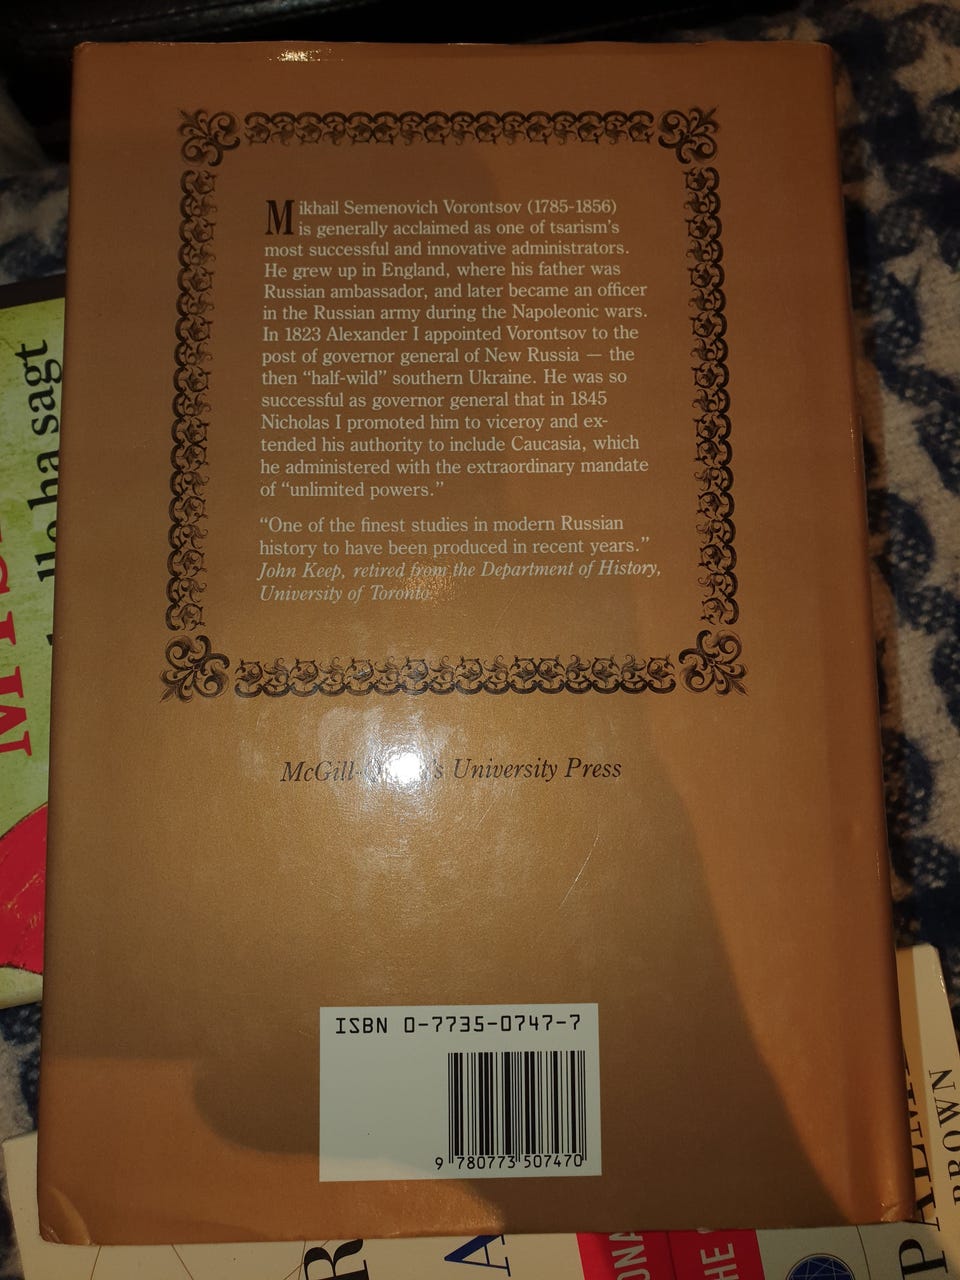 Mikhail Semenovich Vorontsov (1785-1856)
is generally acclaimed as one of tsarism's
most successful and innovative administrators.
He grew up in England, where his father was
Russian ambassador, and later became an officer
in the Russian army during the Napoleonic wars.
In 1823 Alexander I appointed Vorontsov to the
post of governor general of New Russia — the
then “half-wild” southern Ukraine. He was so
successful as governor general that in 1845
Nicholas I promoted him to viceroy and ex-
tended his authority to include Caucasia, which
he administered with the extraordinary mandate
of “unlimited powers.”
“One of the finest studies in modern Russian
history to have been produced in recent years.”
John Keep, retired from the Department of History,
University of Toronto.
McGill- University Press
ISBN 0-7735-0747-7
9 780773 507470
ha sagt
BROWN